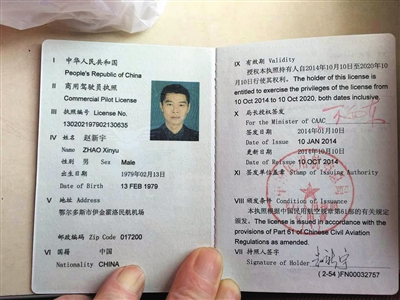 I 中华人民共和国
People's Republic of China
II 商用驾驶员执照
Commercial Pilot License
III 执照编号 License No.
130202197902130635
IV 姓名 赵新宇
Name ZHAO Xinyu
性别 男 Sex Male
出生日期 1979年02月13日
Date of Birth 13 FEB 1979
V 地址 Address
鄂尔多斯伊金霍洛民航机场
邮政编码 Zip Code 017200
VI 国籍 中国
Nationality CHINA
IX 有效期 Validity
授权本执照持有人自2014年10月10日至2020年10
月10日行使其权利。The holder of this license is
entitled to exercise the privileges of the license from
10 Oct 2014 to 10 Oct 2020, both dates inclusive
X 局长授权签发
For the Minister of CAAC
签发日期 2014年01月10日
Date of Issue 10 JAN 2014
更新日期 2014年10月10日
Date of Reissue 10 OCT 2014
XI 签发单位盖章 Stamp of Issuing Authority
VIII 颁发条件 Condition of Issuance
本执照根据中国民用航空规章第61部的有关规定
颁发。The license is issued in accordance with the
provisions of Part 61 of Chinese Civil Aviation
Regulations as amended.
VII 持照人签字
Signature of Holder
(2-54) FN00032757